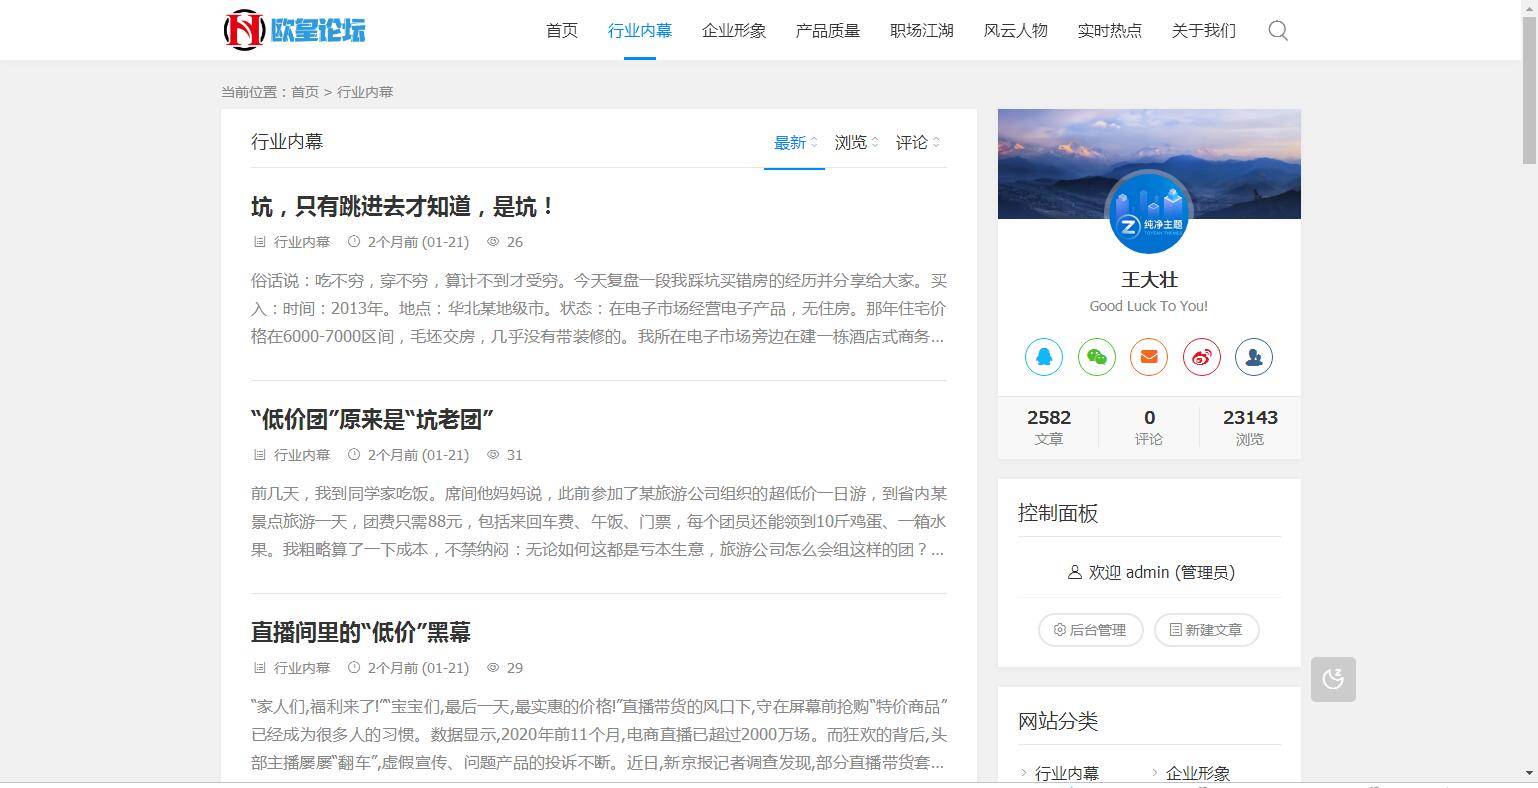 欧皇论坛
首页 行业内幕 企业形象 产品质量 职场江湖 风云人物 实时热点 关于我们
当前位置：首页 > 行业内幕
行业内幕
最新 浏览 评论
坑，只有跳进去才知道，是坑！
行业内幕 2个月前 (01-21) 26
俗话说：吃不穷，穿不穷，算计不到才受穷。今天复盘一段我踩坑买错房的经历并分享给大家。买
入：时间：2013年。地点：华北某地级市。状态：在电子市场经营电子产品，无住房。那年住宅价
格在6000-7000区间，毛坯交房，几乎没有带装修的。我所在电子市场旁边在建一栋酒店式商务...
“低价团”原来是“坑老团”
行业内幕 2个月前 (01-21) 31
前几天，我到同学家吃饭。席间他妈妈说，此前参加了某旅游公司组织的超低价一日游，到省内某
景点旅游一天，团费只需88元，包括来回车费、午饭、门票，每个团员还能领到10斤鸡蛋、一箱水
果。我粗略算了一下成本，不禁纳闷：无论如何这都是亏本生意，旅游公司怎么会组这样的团？...
直播间里的“低价”黑幕
行业内幕 2个月前 (01-21) 29
“家人们,福利来了!”“宝宝们,最后一天,最实惠的价格!”直播带货的风口下,守在屏幕前抢购“特价商品”
已经成为很多人的习惯。数据显示,2020年前11个月,电商直播已超过2000万场。而狂欢的背后,头
部主播屡屡“翻车”,虚假宣传、问题产品的投诉不断。近日,新京报记者调查发现,部分直播带货套...
Z 纯净主题
王大壮
Good Luck To You!
2582 0 23143
文章 评论 浏览
控制面板
欢迎 admin (管理员)
后台管理 新建文章
网站分类
行业内幕 企业形象